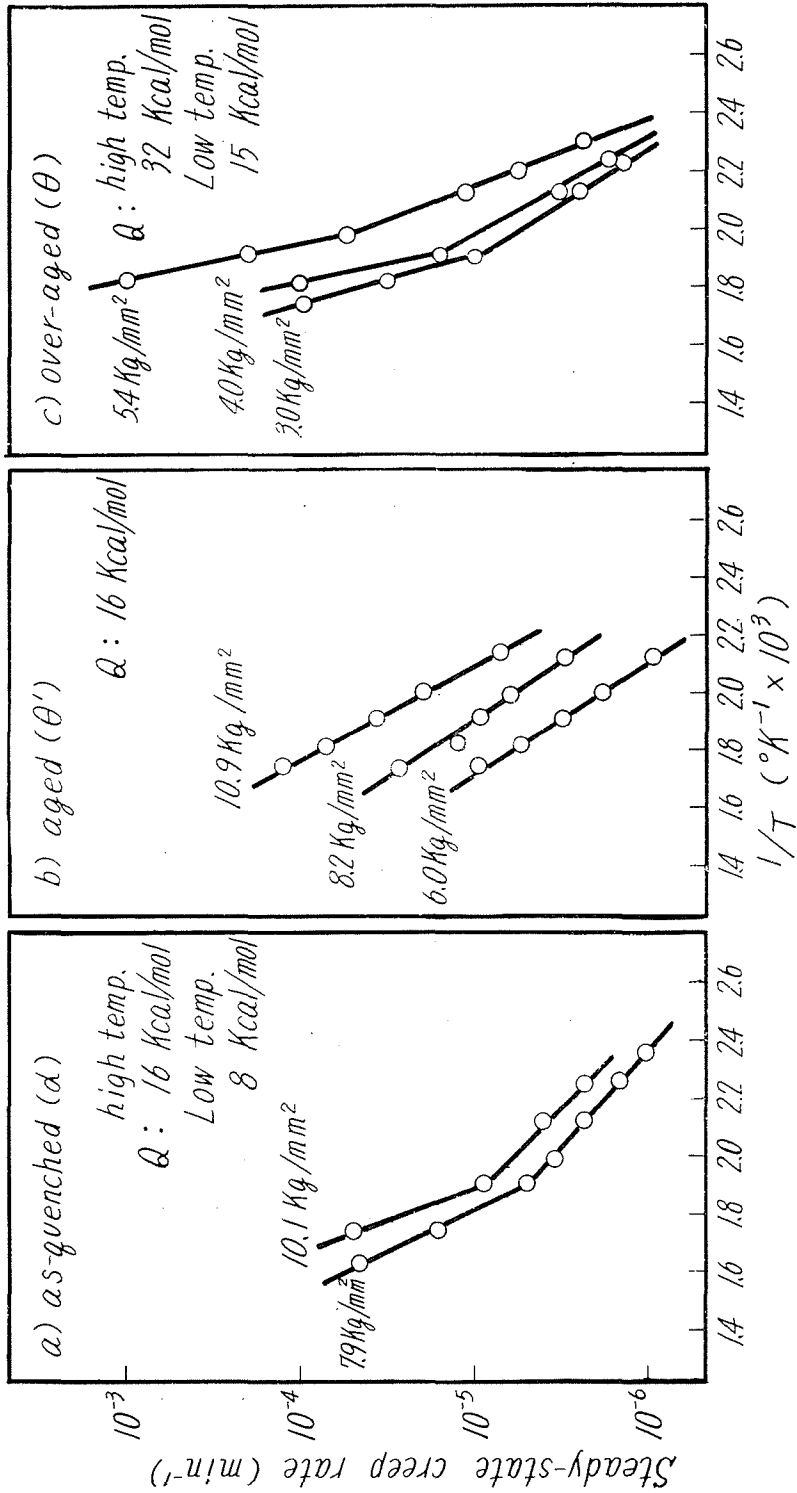 Steady-state creep rate (min⁻¹)
10⁻³
10⁻⁴
10⁻⁵
10⁻⁶
a) as-quenched (α)
high temp.
Q : 16 Kcal/mol
Low temp.
8 Kcal/mol
10.1 Kg/mm²
7.9 Kg/mm²
1.4 1.6 1.8 2.0 2.2 2.4 2.6
b) aged (θ')
Q : 16 Kcal/mol
10.9 Kg/mm²
8.2 Kg/mm²
6.0 Kg/mm²
1.4 1.6 1.8 2.0 2.2 2.4 2.6
1/T (°K⁻¹ × 10³)
c) over-aged (θ)
Q : high temp.
32 Kcal/mol
Low temp.
15 Kcal/mol
5.4 Kg/mm²
4.0 Kg/mm²
3.0 Kg/mm²
1.4 1.6 1.8 2.0 2.2 2.4 2.6